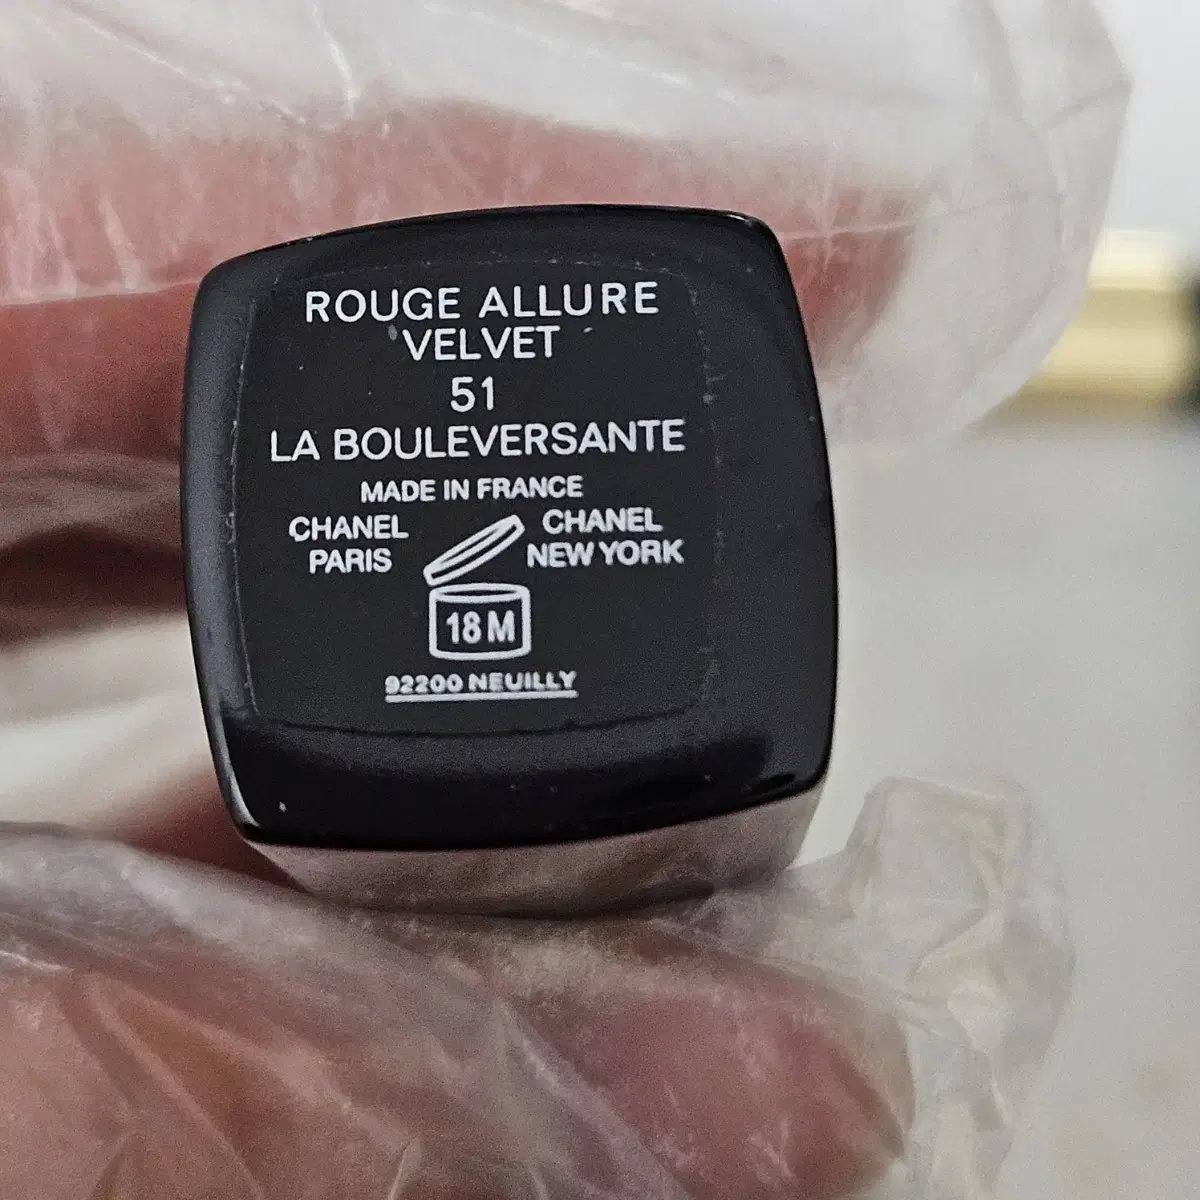 ROUGE ALLURE
VELVET
51
LA BOULEVERSANTE
MADE IN FRANCE
CHANEL
PARIS
CHANEL
NEW YORK
18 M
92200 NEUILLY